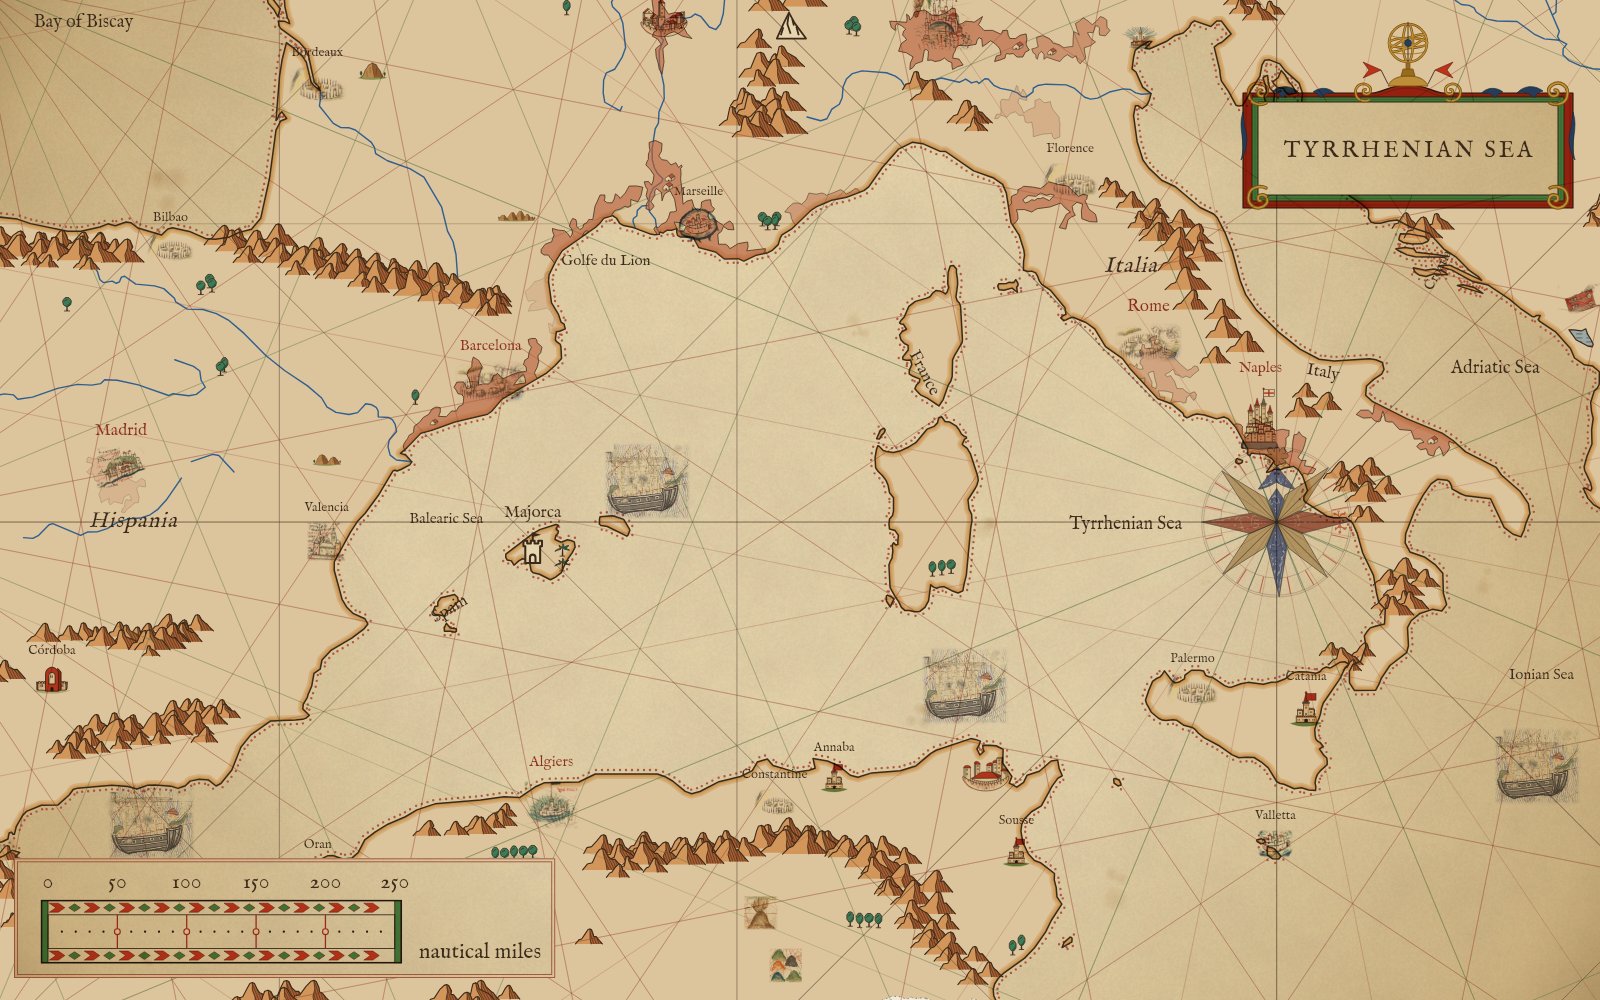 Bay of Biscay
Bordeaux
TYRRHENIAN SEA
Florence
Marseille
Bilbao
Golfe du Lion
Italia
Rome
Barcelona
France
Naples
Italy
Adriatic Sea
Madrid
Valencia
Balearic Sea
Majorca
Hispania
Tyrrhenian Sea
Spain
Córdoba
Palermo
Catania
Ionian Sea
Annaba
Algiers
Constantine
Sousse
Valletta
Oran
0 50 100 150 200 250
nautical miles